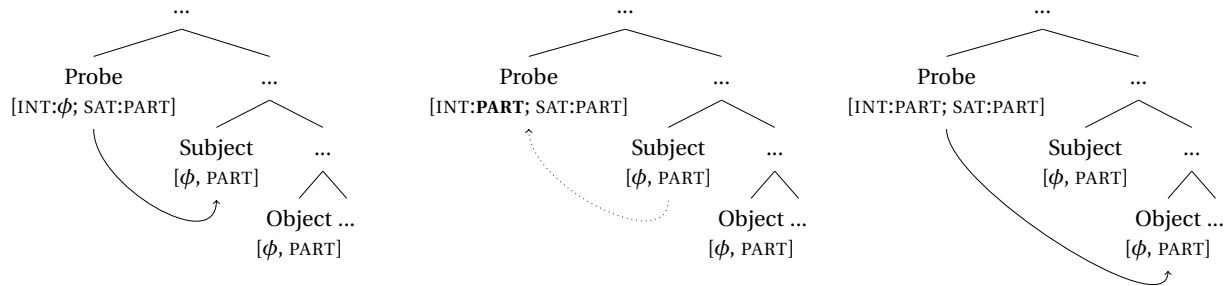 ...
Probe ...
[INT:ϕ; SAT:PART]
Subject ...
[ϕ, PART]
Object ...
[ϕ, PART]
...
Probe ...
[INT:PART; SAT:PART]
Subject ...
[ϕ, PART]
Object ...
[ϕ, PART]
...
Probe ...
[INT:PART; SAT:PART]
Subject ...
[ϕ, PART]
Object ...
[ϕ, PART]